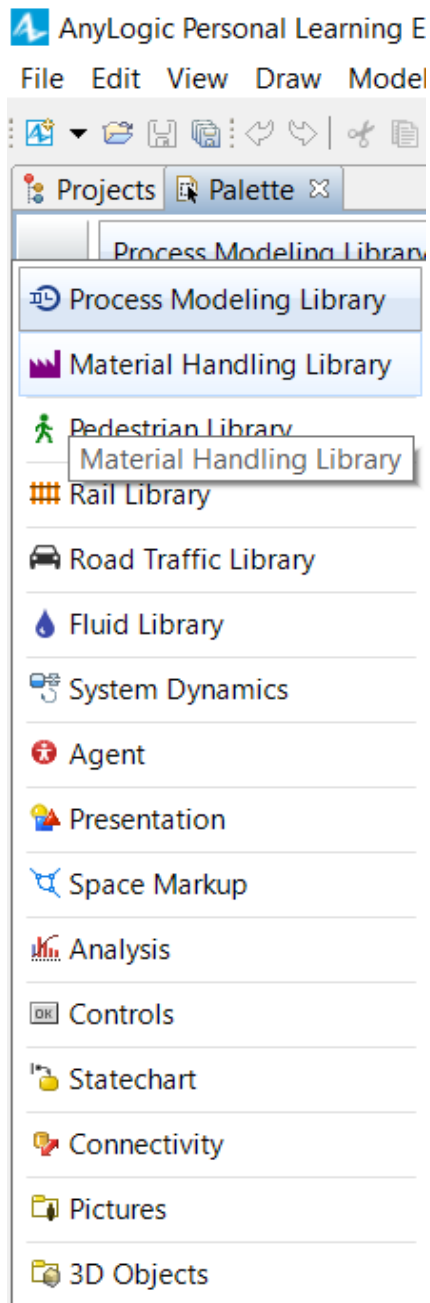 AnyLogic Personal Learning E
File Edit View Draw Model
Projects Palette
Process Modeling Library
Process Modeling Library
Material Handling Library
Pedestrian Library
Material Handling Library
Rail Library
Road Traffic Library
Fluid Library
System Dynamics
Agent
Presentation
Space Markup
Analysis
OK Controls
Statechart
Connectivity
Pictures
3D Objects